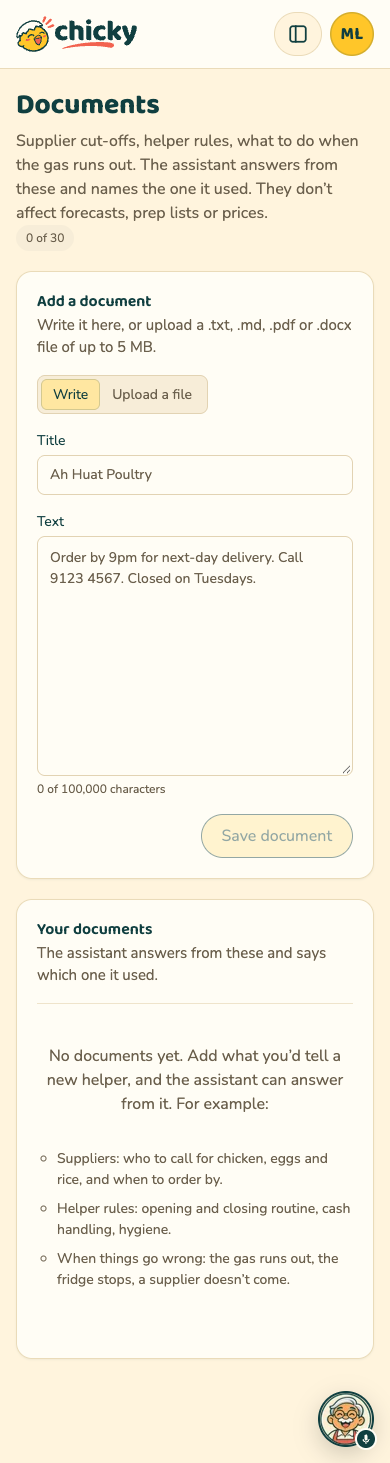 chicky
ML
Documents
Supplier cut-offs, helper rules, what to do when
the gas runs out. The assistant answers from
these and names the one it used. They don’t
affect forecasts, prep lists or prices.
0 of 30
Add a document
Write it here, or upload a .txt, .md, .pdf or .docx
file of up to 5 MB.
Write
Upload a file
Title
Ah Huat Poultry
Text
Order by 9pm for next-day delivery. Call
9123 4567. Closed on Tuesdays.
0 of 100,000 characters
Save document
Your documents
The assistant answers from these and says
which one it used.
No documents yet. Add what you’d tell a
new helper, and the assistant can answer
from it. For example:
Suppliers: who to call for chicken, eggs and
rice, and when to order by.
Helper rules: opening and closing routine, cash
handling, hygiene.
When things go wrong: the gas runs out, the
fridge stops, a supplier doesn’t come.